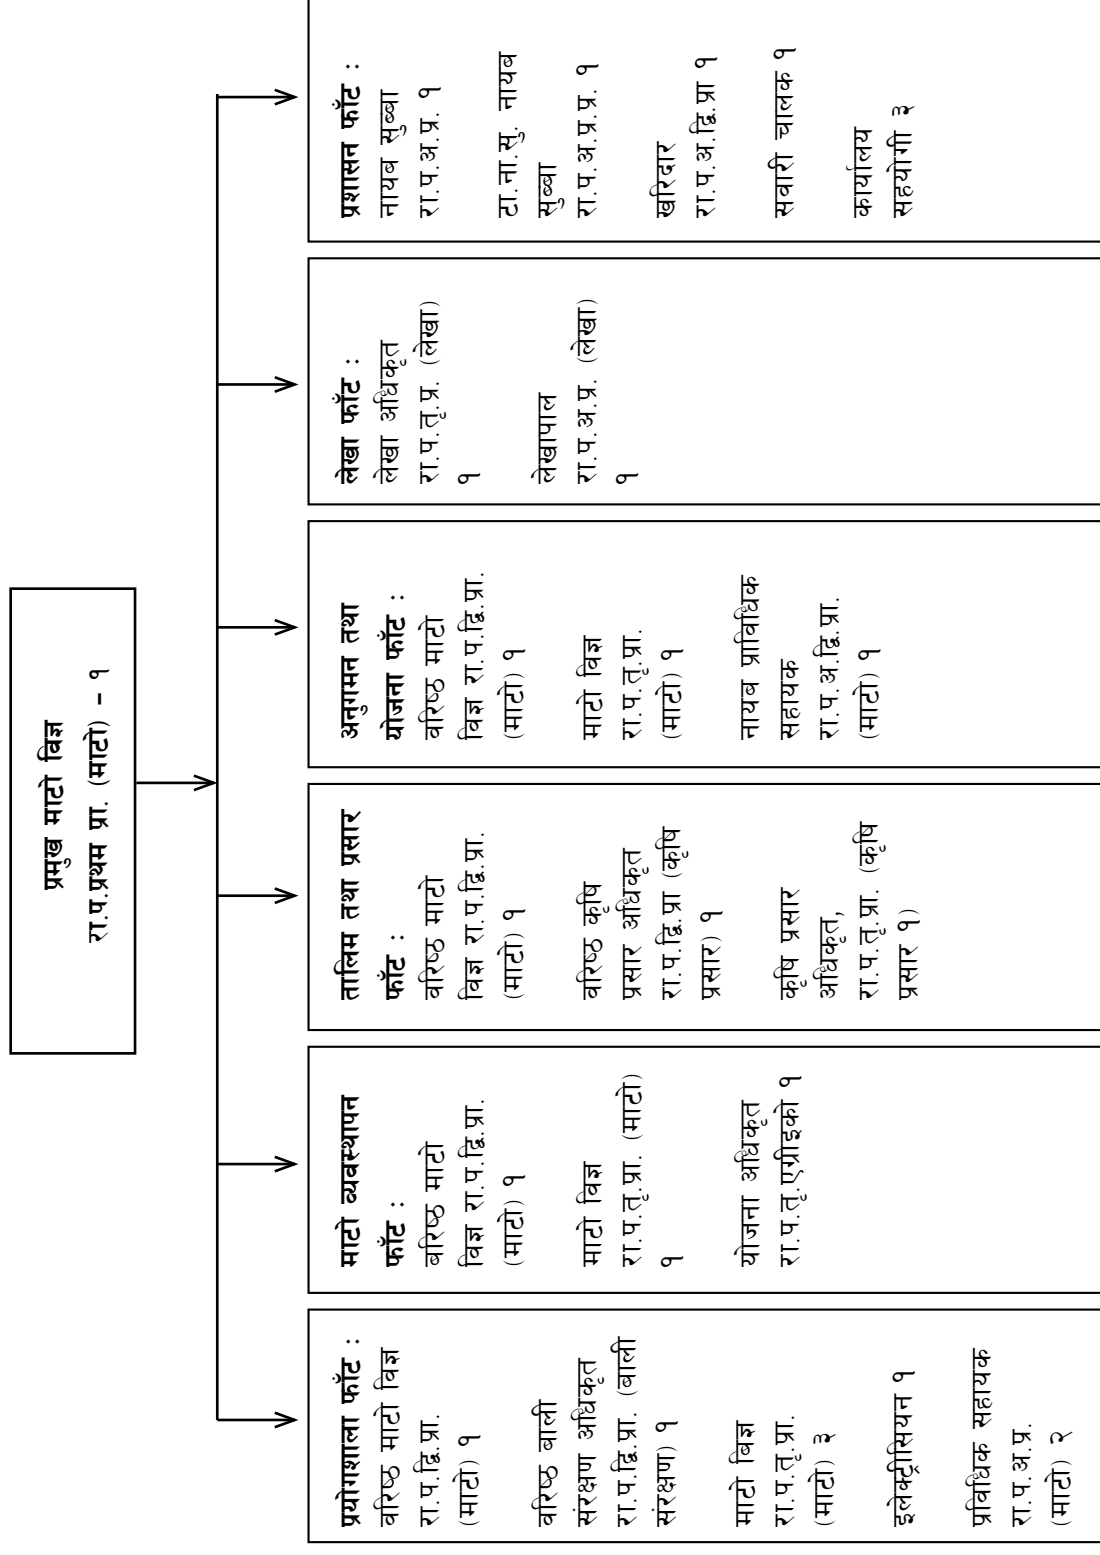 प्रमुख माटो विज्ञ
रा.प.प्रथम प्रा. (माटो) – १
प्रयोगशाला फाँट :
वरिष्ठ माटो विज्ञ
रा.प.द्वि.प्रा.
(माटो) १
वरिष्ठ बाली
संरक्षण अधिकृत
रा.प.द्वि.प्रा. (बाली
संरक्षण) १
माटो विज्ञ
रा.प.तृ.प्रा.
(माटो) ३
इलेक्ट्रीसियन १
प्रविधिक सहायक
रा.प.अ.प्र.
(माटो) २
माटो व्यवस्थापन
फाँट :
वरिष्ठ माटो
विज्ञ रा.प.द्वि.प्रा.
(माटो) १
माटो विज्ञ
रा.प.तृ.प्रा. (माटो)
१
योजना अधिकृत
रा.प.तृ.एग्रीइको १
तालिम तथा प्रसार
फाँट :
वरिष्ठ माटो
विज्ञ रा.प.द्वि.प्रा.
(माटो) १
वरिष्ठ कृषि
प्रसार अधिकृत
रा.प.द्वि.प्रा (कृषि
प्रसार) १
कृषि प्रसार
अधिकृत,
रा.प.तृ.प्रा. (कृषि
प्रसार १)
अनुगमन तथा
योजना फाँट :
वरिष्ठ माटो
विज्ञ रा.प.द्वि.प्रा.
(माटो) १
माटो विज्ञ
रा.प.तृ.प्रा.
(माटो) १
नायब प्राविधिक
सहायक
रा.प.अ.द्वि.प्रा.
(माटो) १
लेखा फाँट :
लेखा अधिकृत
रा.प.तृ.प्र. (लेखा)
१
लेखापाल
रा.प.अ.प्र. (लेखा)
१
प्रशासन फाँट :
नायब सुब्बा
रा.प.अ.प्र. १
टा.ना.सु. नायब
सुब्बा
रा.प.अ.प्र.प्र. १
खरिदार
रा.प.अ.द्वि.प्रा १
सवारी चालक १
कार्यालय
सहयोगी ३